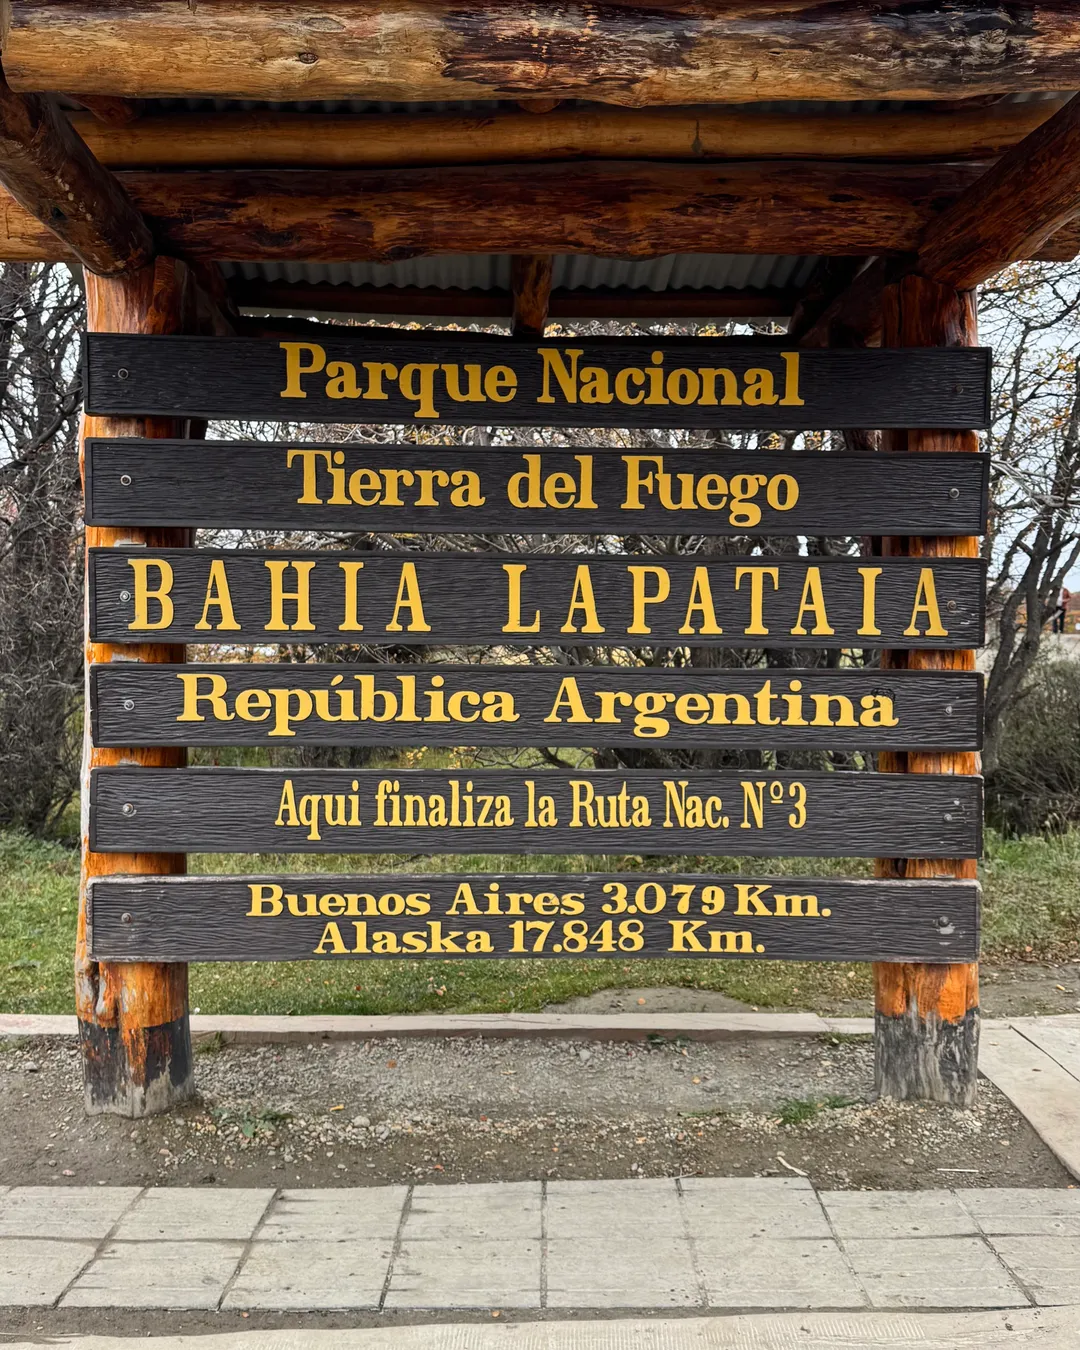 Parque Nacional
Tierra del Fuego
BAHIA LAPATAIA
República Argentina
Aqui finaliza la Ruta Nac. Nº3
Buenos Aires 3.079 Km.
Alaska 17.848 Km.